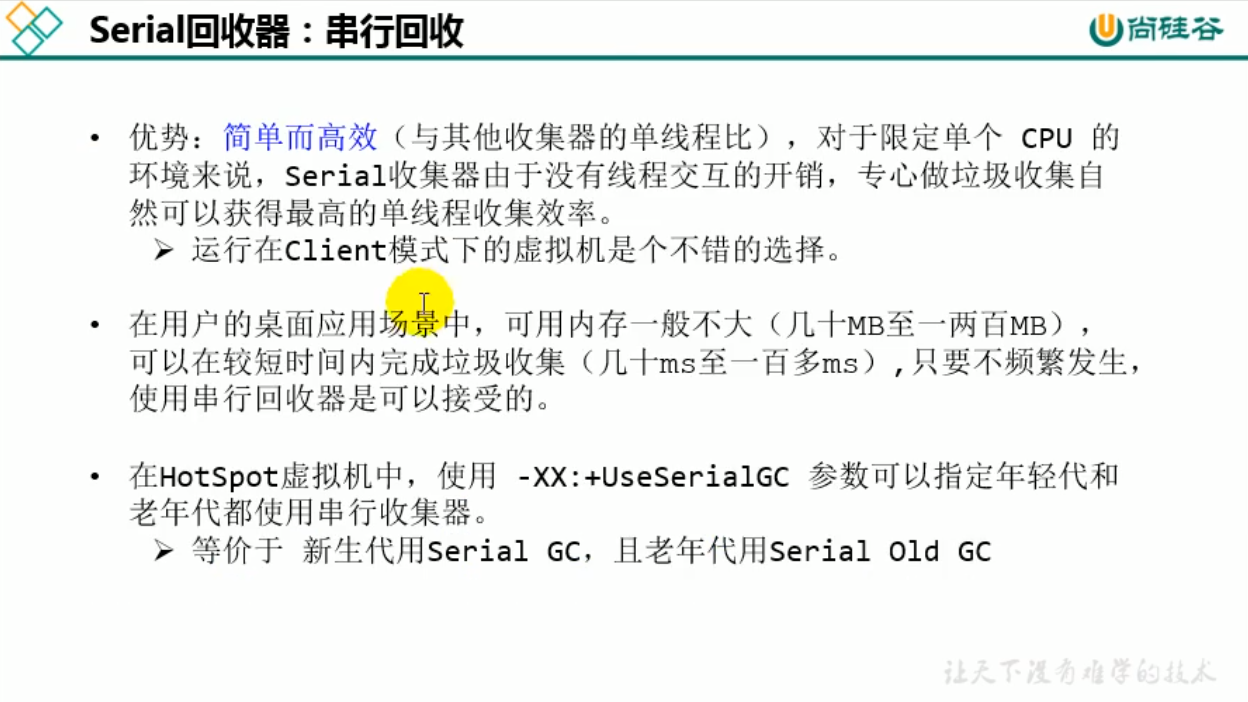 Serial回收器：串行回收
尚硅谷
• 优势：简单而高效（与其他收集器的单线程比），对于限定单个 CPU 的
环境来说，Serial收集器由于没有线程交互的开销，专心做垃圾收集自
然可以获得最高的单线程收集效率。
➢ 运行在Client模式下的虚拟机是个不错的选择。
• 在用户的桌面应用场景中，可用内存一般不大（几十MB至一两百MB），
可以在较短时间内完成垃圾收集（几十ms至一百多ms）,只要不频繁发生，
使用串行回收器是可以接受的。
• 在HotSpot虚拟机中，使用 -XX:+UseSerialGC 参数可以指定年轻代和
老年代都使用串行收集器。
➢ 等价于 新生代用Serial GC，且老年代用Serial Old GC
让天下没有难学的技术